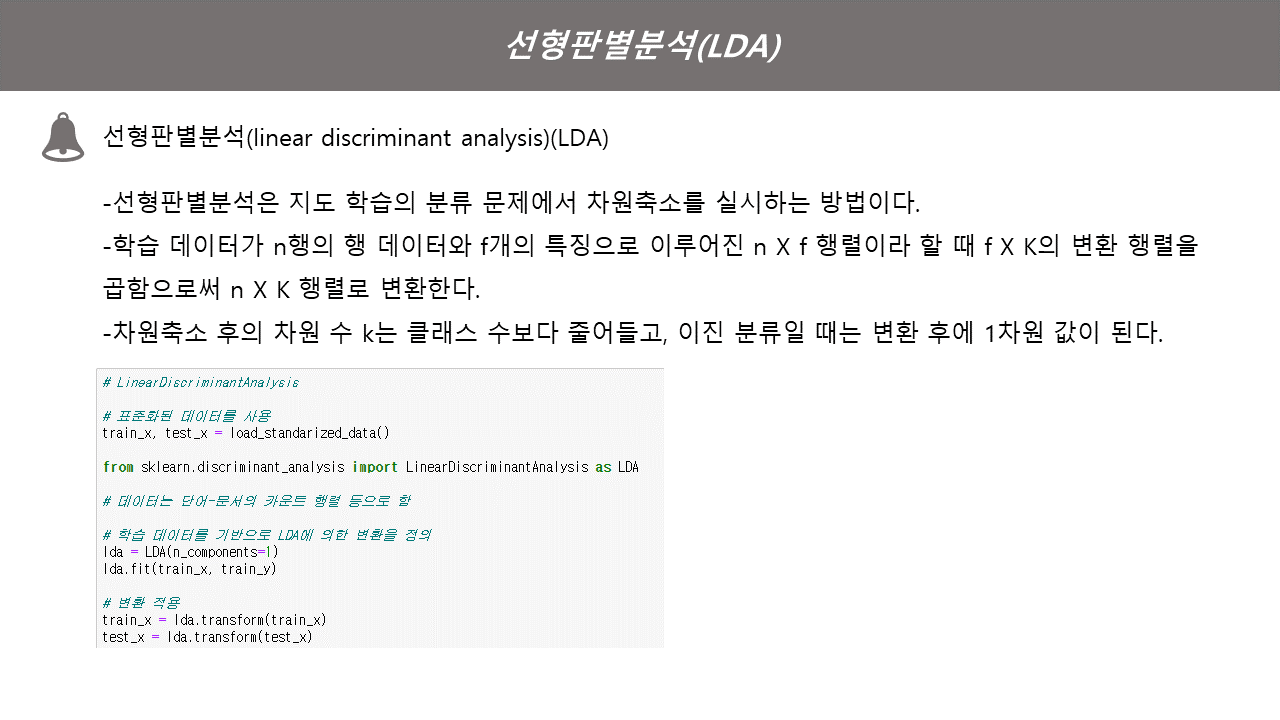 선형판별분석(LDA)
선형판별분석(linear discriminant analysis)(LDA)
-선형판별분석은 지도 학습의 분류 문제에서 차원축소를 실시하는 방법이다.
-학습 데이터가 n행의 행 데이터와 f개의 특징으로 이루어진 n X f 행렬이라 할 때 f X K의 변환 행렬을
곱함으로써 n X K 행렬로 변환한다.
-차원축소 후의 차원 수 k는 클래스 수보다 줄어들고, 이진 분류일 때는 변환 후에 1차원 값이 된다.
# LinearDiscriminantAnalysis
# 표준화된 데이터를 사용
train_x, test_x = load_standarized_data()
from sklearn.discriminant_analysis import LinearDiscriminantAnalysis as LDA
# 데이터는 단어-문서의 카운트 행렬 등으로 함
# 학습 데이터를 기반으로 LDA에 의한 변환을 정의
lda = LDA(n_components=1)
lda.fit(train_x, train_y)
# 변환 적용
train_x = lda.transform(train_x)
test_x = lda.transform(test_x)